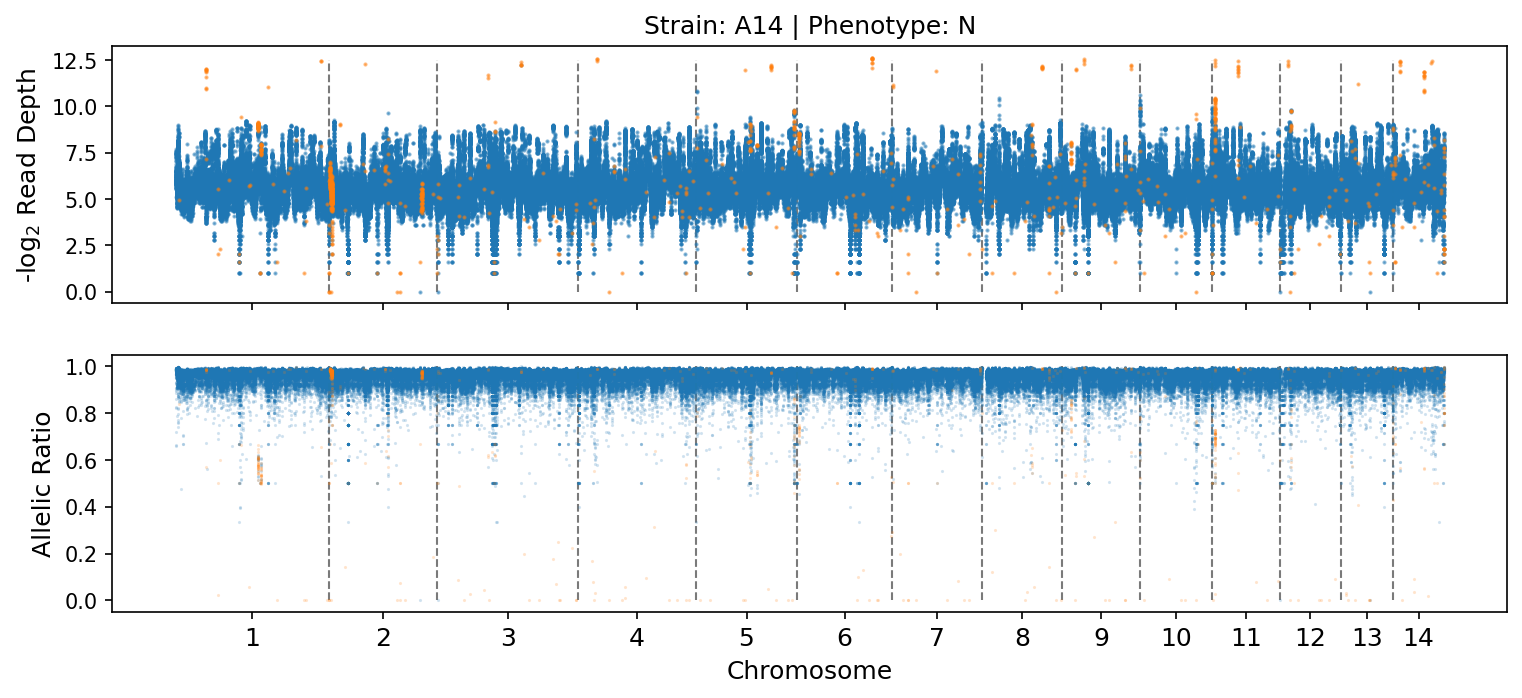 Strain: A14 | Phenotype: N
-log₂ Read Depth
12.5
10.0
7.5
5.0
2.5
0.0
Allelic Ratio
1.0
0.8
0.6
0.4
0.2
0.0
1 2 3 4 5 6 7 8 9 10 11 12 13 14
Chromosome